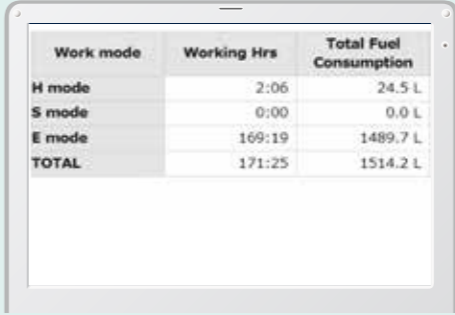 Work mode Working Hrs Total Fuel Consumption
H mode 2:06 24.5 L
S mode 0:00 0.0 L
E mode 169:19 1489.7 L
TOTAL 171:25 1514.2 L